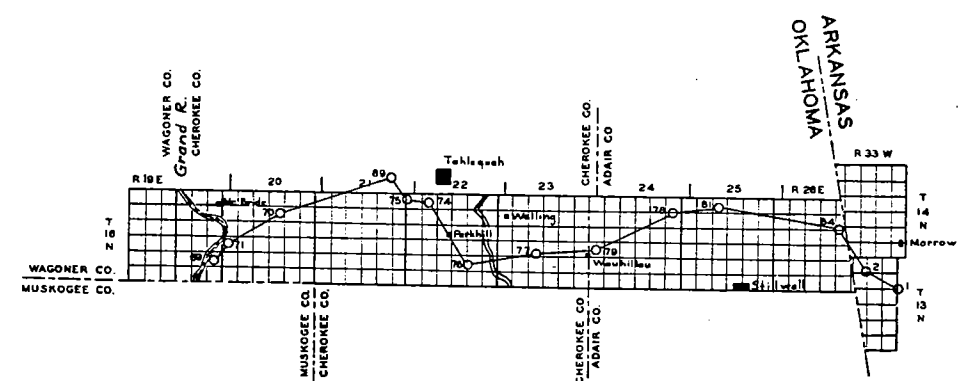 ARKANSAS
OKLAHOMA
WAGONER CO.
Grand R.
CHEROKEE CO.
CHEROKEE CO.
ADAIR CO
Tahlequah
R 33 W
R 19 E
20
21
22
23
24
25
R 26 E
89
75
74
70
McBride
Welling
78
81
84
T
14
N
T
16
N
71
69
Parkhill
76
77
79
Wauhillau
Morrow
2
1
WAGONER CO.
MUSKOGEE CO.
Stilwell
T
13
N
MUSKOGEE CO.
CHEROKEE CO.
CHEROKEE CO.
ADAIR CO.